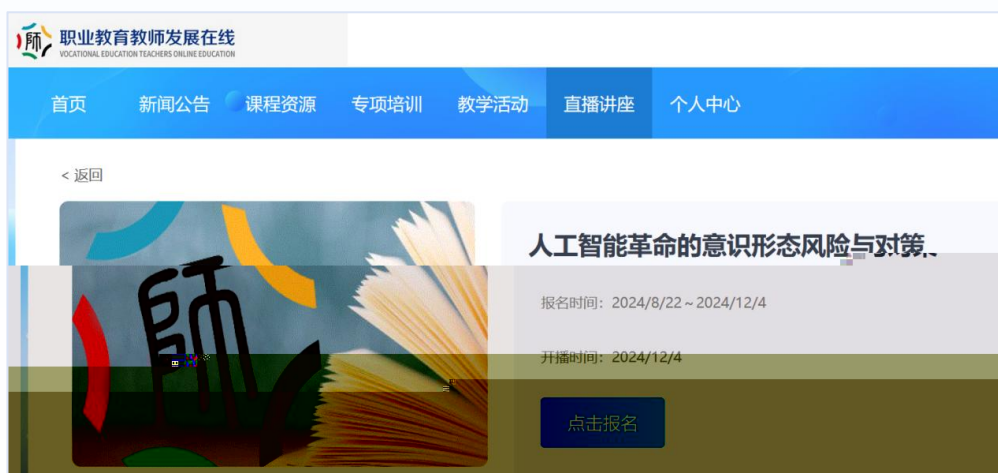 职业教育教师发展在线
VOCATIONAL EDUCATION TEACHERS ONLINE EDUCATION
首页 新闻公告 课程资源 专项培训 教学活动 直播讲座 个人中心
< 返回
人工智能革命的意识形态风险与对策
报名时间：2024/8/22 ~ 2024/12/4
开播时间：2024/12/4
点击报名
師